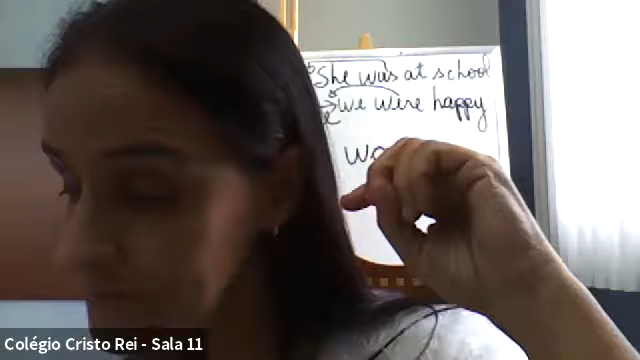 She was at school
we were happy
Colégio Cristo Rei - Sala 11